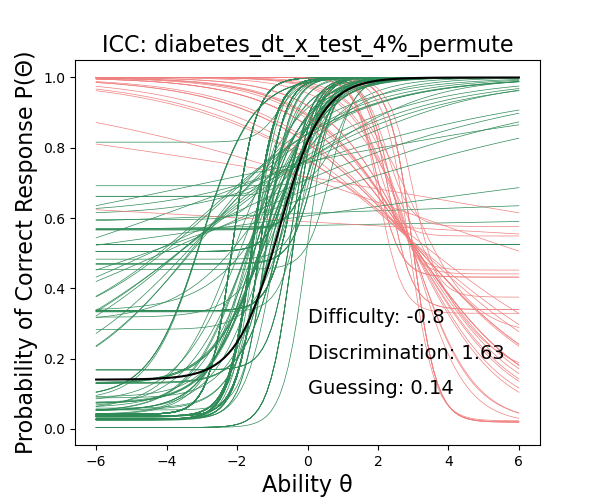 ICC: diabetes_dt_x_test_4%_permute
Probability of Correct Response P(Θ)
1.0
0.8
0.6
0.4
0.2
0.0
Difficulty: -0.8
Discrimination: 1.63
Guessing: 0.14
−6 −4 −2 0 2 4 6
Ability θ